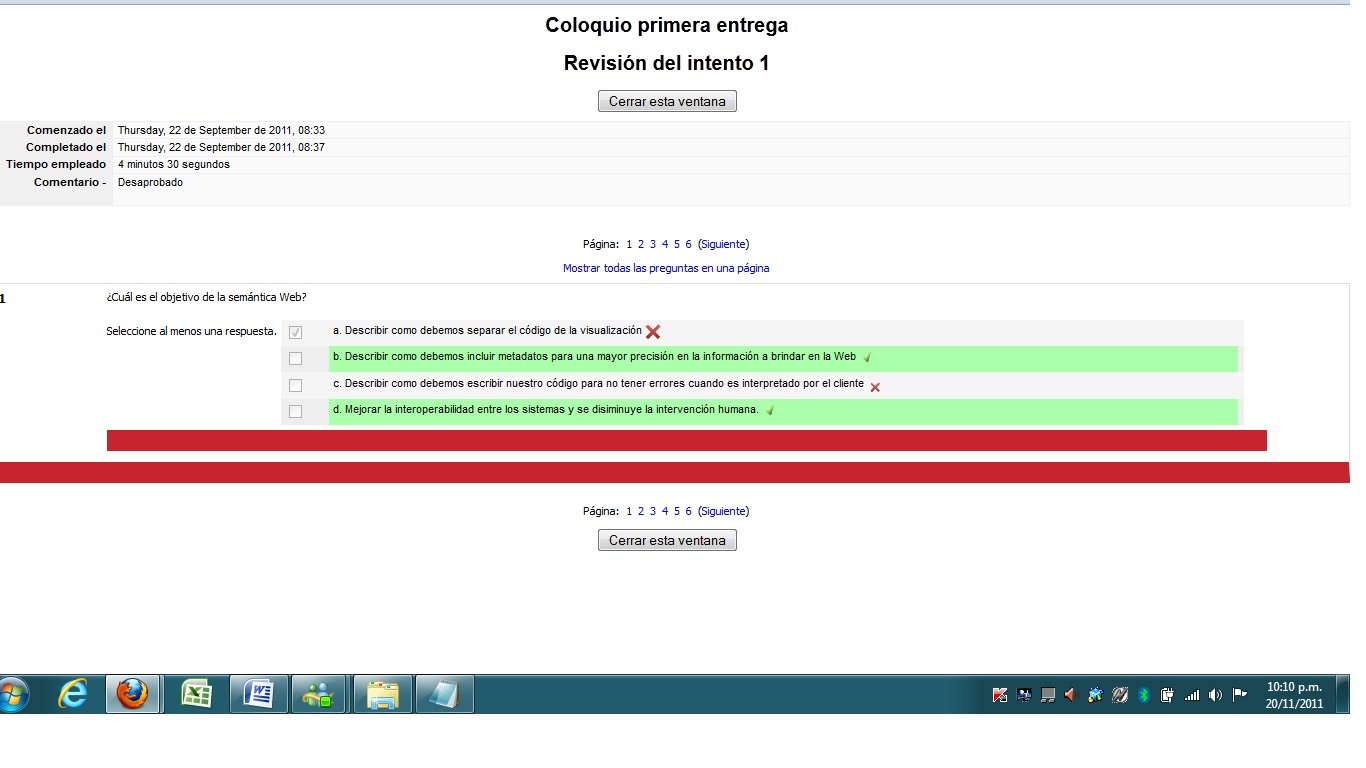 Coloquio primera entrega
Revisión del intento 1
Cerrar esta ventana
Comenzado el Thursday, 22 de September de 2011, 08:33
Completado el Thursday, 22 de September de 2011, 08:37
Tiempo empleado 4 minutos 30 segundos
Comentario - Desaprobado
Página: 1 2 3 4 5 6 (Siguiente)
Mostrar todas las preguntas en una página
1 ¿Cuál es el objetivo de la semántica Web?
Seleccione al menos una respuesta. a. Describir como debemos separar el código de la visualización
b. Describir como debemos incluir metadatos para una mayor precisión en la información a brindar en la Web
c. Describir como debemos escribir nuestro código para no tener errores cuando es interpretado por el cliente
d. Mejorar la interoperabilidad entre los sistemas y se disiminuye la intervención humana.
Página: 1 2 3 4 5 6 (Siguiente)
Cerrar esta ventana
10:10 p.m.
20/11/2011